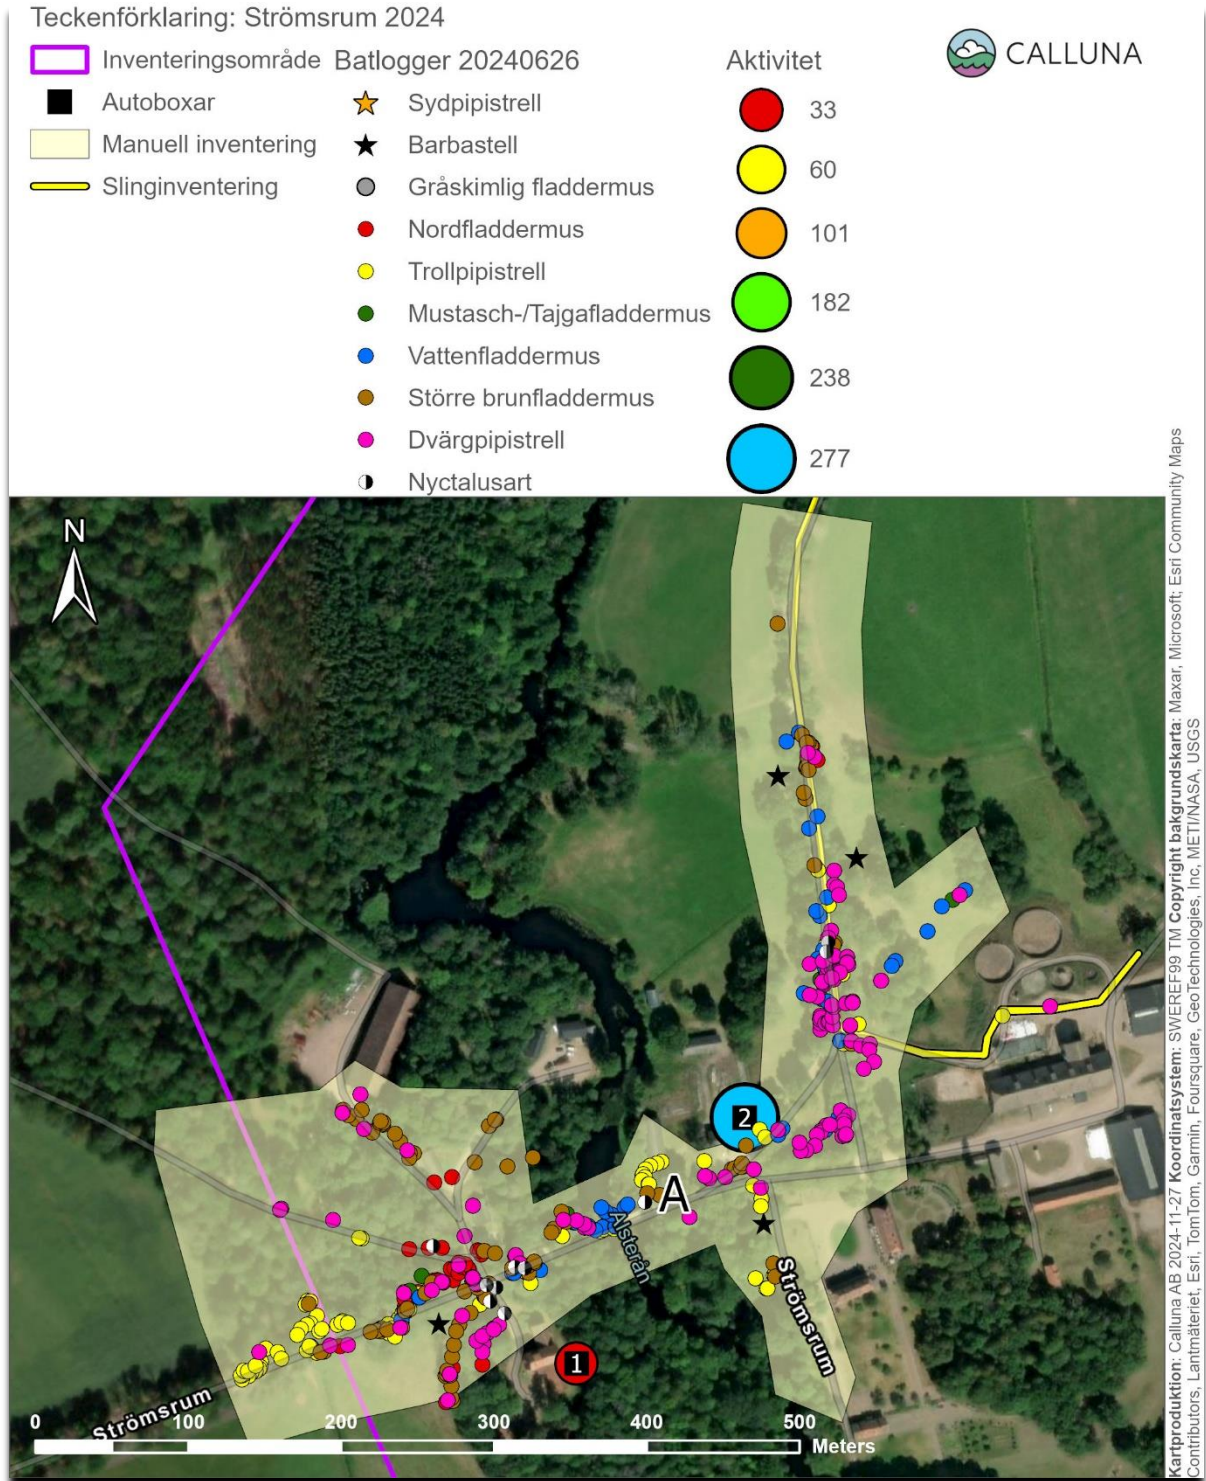 Teckenförklaring: Strömsrum 2024
Inventeringsområde
Autoboxar
Manuell inventering
Slinginventering
Batlogger 20240626
Sydpipistrell
Barbastell
Gråskimlig fladdermus
Nordfladdermus
Trollpipistrell
Mustasch-/Tajgafladdermus
Vattenfladdermus
Större brunfladdermus
Dvärgpipistrell
Nyctalusart
Aktivitet
33
60
101
182
238
277
CALLUNA
N
2
A
Alsterån
Strömsrum
1
Strömsrum
0 100 200 300 400 500
Meters
Kartproduktion: Calluna AB 2024-11-27 Koordinatsystem: SWEREF99 TM Copyright bakgrundskarta: Maxar, Microsoft; Esri Community Maps
Contributors, Lantmäteriet, Esri, TomTom, Garmin, Foursquare, GeoTechnologies, Inc, METI/NASA, USGS